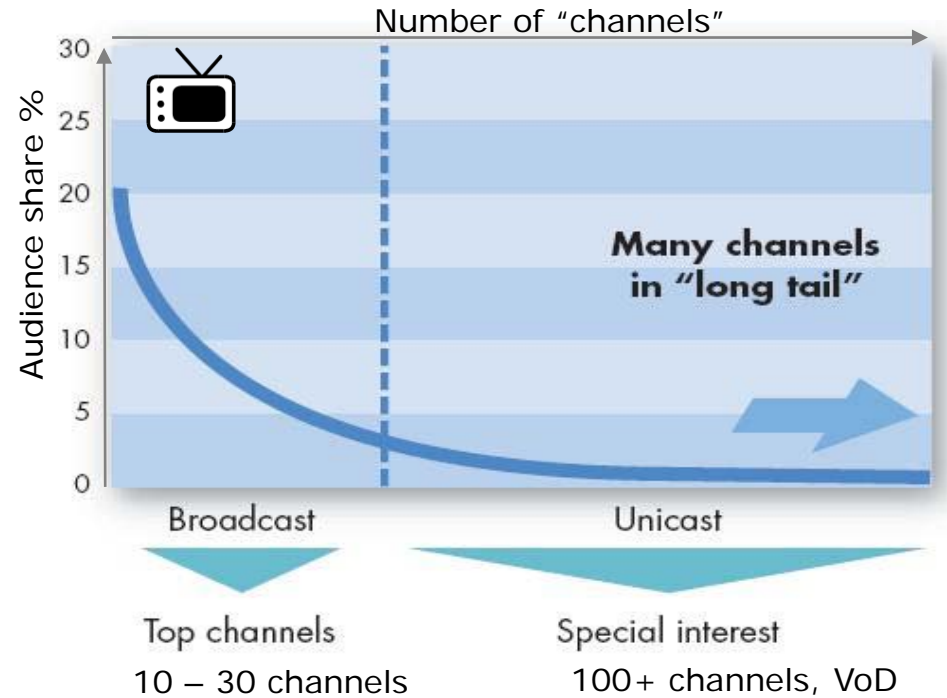 Number of “channels”
Audience share %
30
25
20
15
10
5
0
Many channels
in “long tail”
Broadcast
Unicast
Top channels
10 – 30 channels
Special interest
100+ channels, VoD